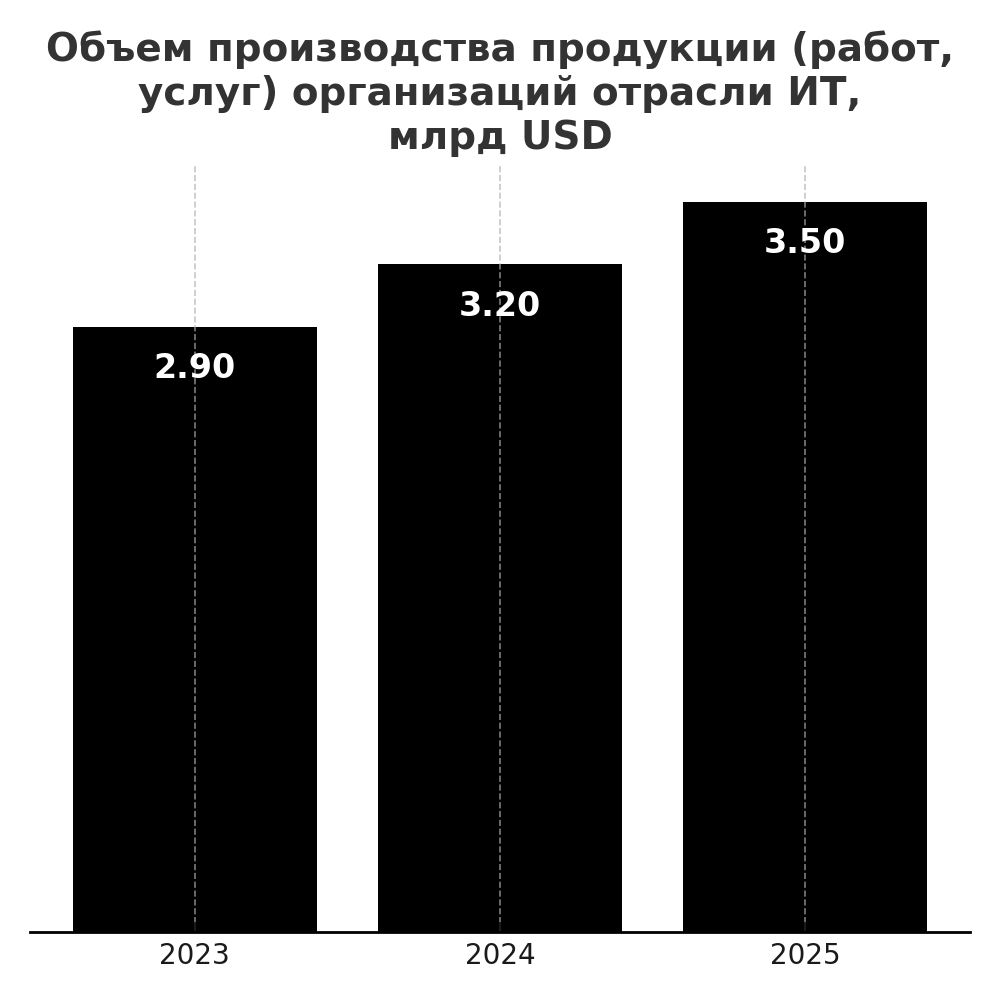 Объем производства продукции (работ,
услуг) организаций отрасли ИТ,
млрд USD
2.90
3.20
3.50
2023
2024
2025